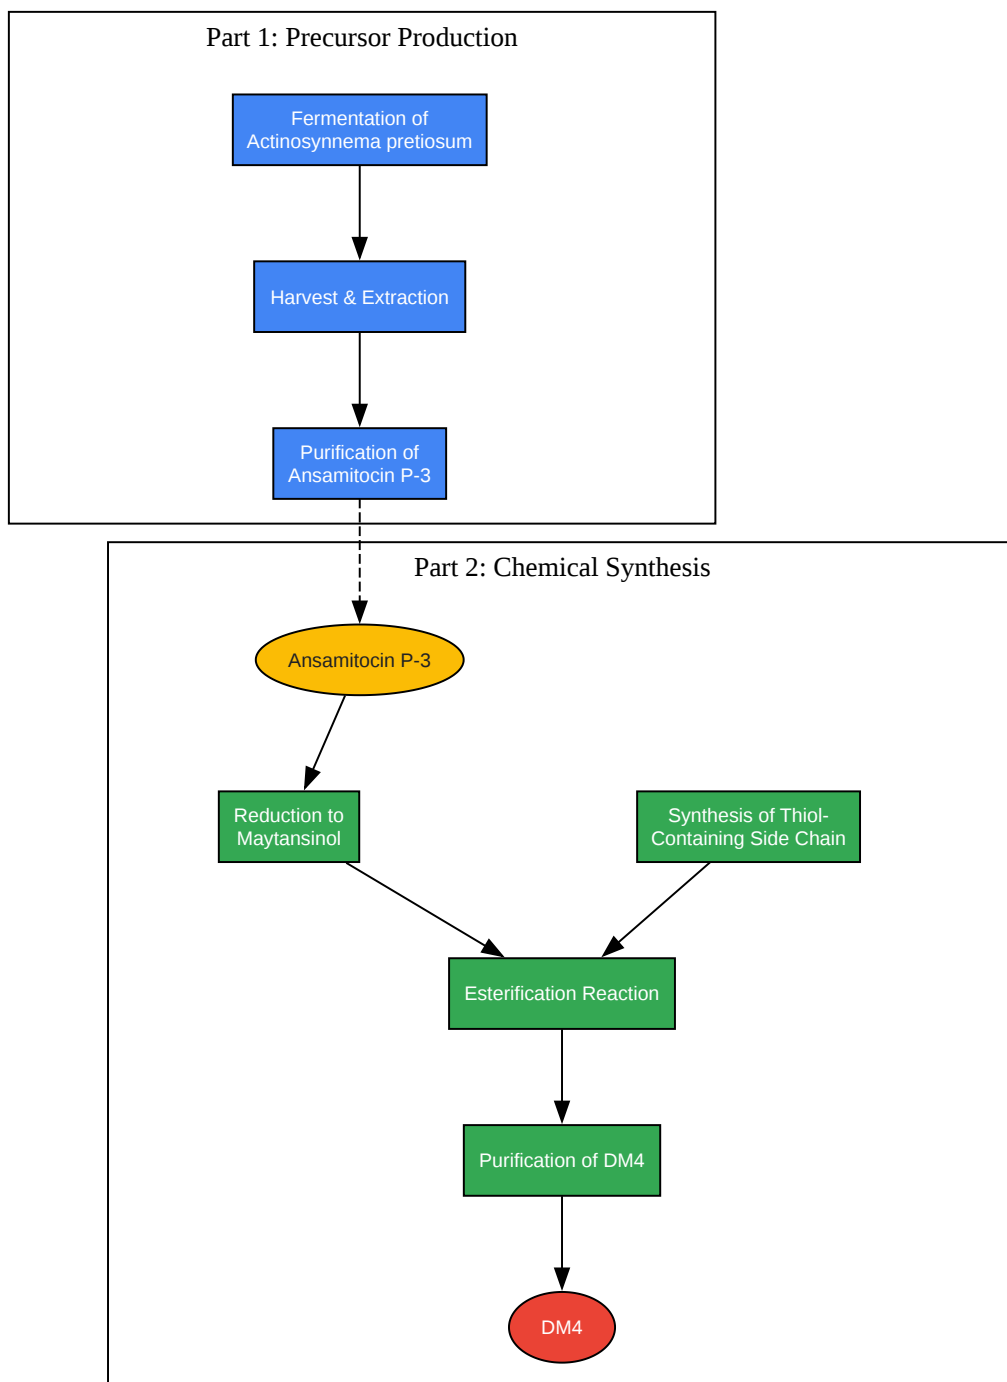 Part 1: Precursor Production
Fermentation of
Actinosynnema pretiosum
Harvest & Extraction
Purification of
Ansamitocin P-3
Part 2: Chemical Synthesis
Ansamitocin P-3
Reduction to
Maytansinol
Synthesis of Thiol-
Containing Side Chain
Esterification Reaction
Purification of DM4
DM4